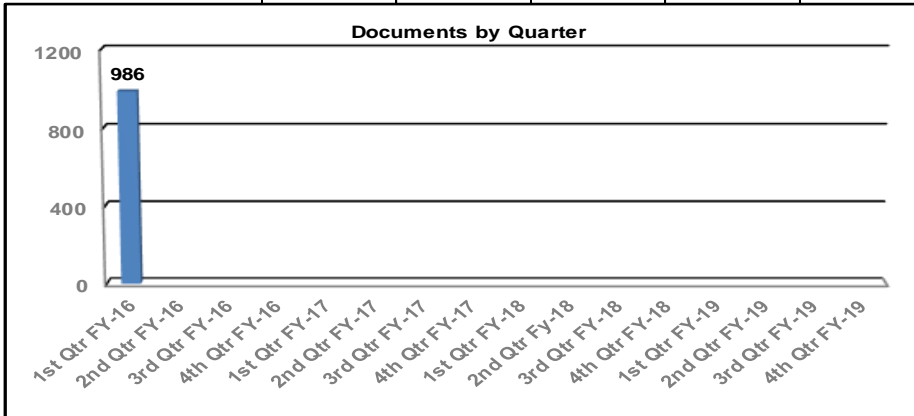 Documents by Quarter
1200
986
800
400
0
1st Qtr FY-16
2nd Qtr FY-16
3rd Qtr FY-16
4th Qtr FY-16
1st Qtr FY-17
2nd Qtr FY-17
3rd Qtr FY-17
4th Qtr FY-17
1st Qtr FY-18
2nd Qtr Fy-18
3rd Qtr FY-18
4th Qtr FY-18
1st Qtr FY-19
2nd Qtr FY-19
3rd Qtr FY-19
4th Qtr FY-19